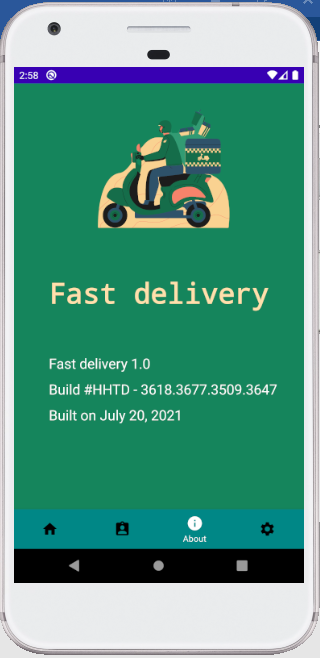 2:58
Fast delivery
Fast delivery 1.0
Build #HHTD - 3618.3677.3509.3647
Built on July 20, 2021
About